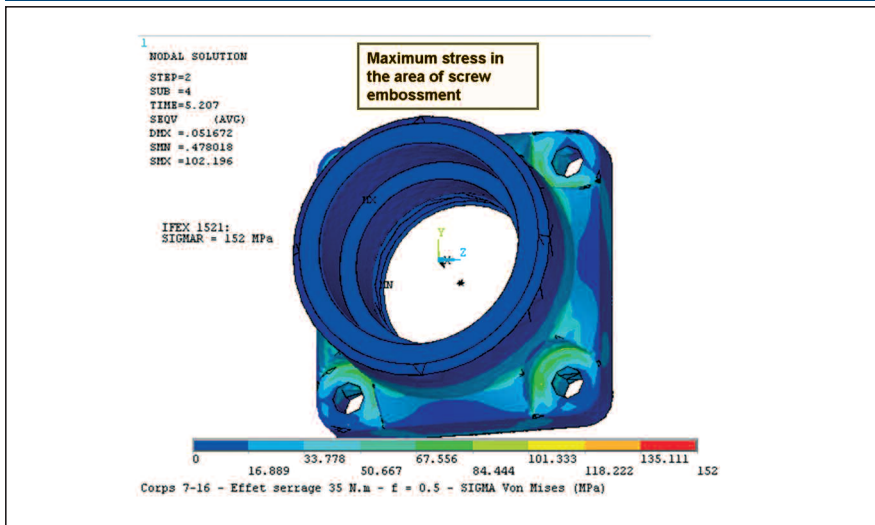 1
NODAL SOLUTION
STEP=2
SUB =4
TIME=5.207
SEQV (AVG)
DMX =.051672
SMN =.478018
SMX =102.196
Maximum stress in
the area of screw
embossment
IFEX 1521:
SIGMAR = 152 MPa
MX
Y
Z
MN
0 33.778 67.556 101.333 135.111
16.889 50.667 84.444 118.222 152
Corps 7-16 - Effet serrage 35 N.m - f = 0.5 - SIGMA Von Mises (MPa)